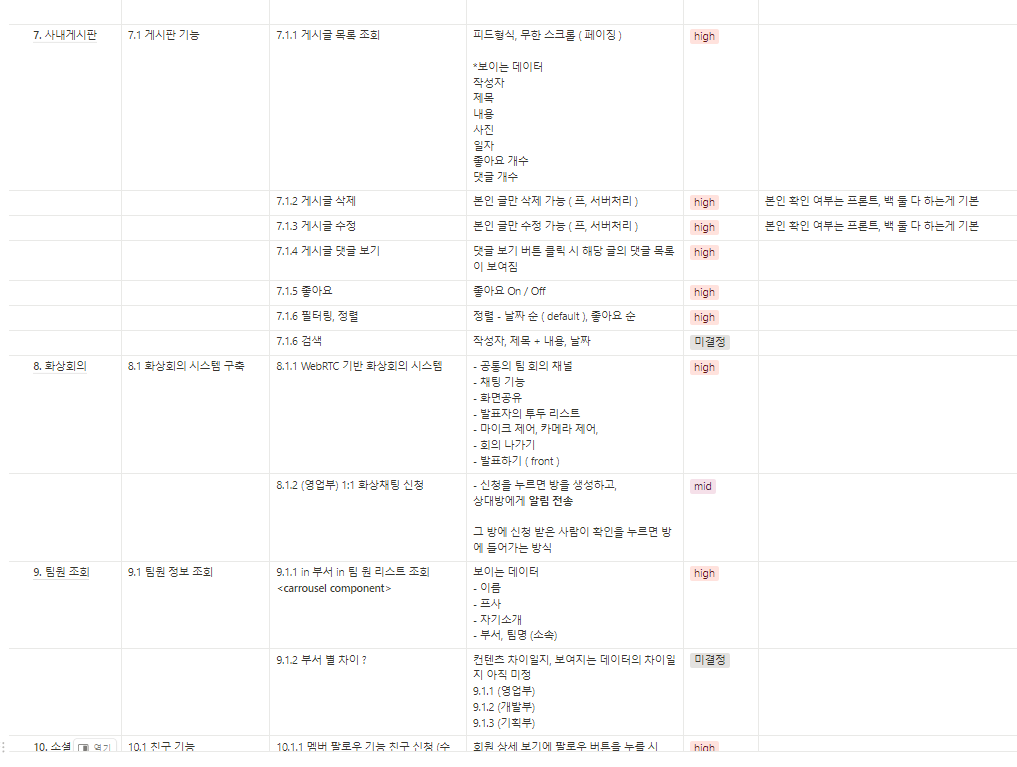 7. 사내게시판 7.1 게시판 기능 7.1.1 게시글 목록 조회 피드형식, 무한 스크롤 ( 페이징 ) high
*보이는 데이터
작성자
제목
내용
사진
일자
좋아요 개수
댓글 개수
7.1.2 게시글 삭제 본인 글만 삭제 가능 ( 프, 서버처리 ) high 본인 확인 여부는 프론트, 백 둘 다 하는게 기본
7.1.3 게시글 수정 본인 글만 수정 가능 ( 프, 서버처리 ) high 본인 확인 여부는 프론트, 백 둘 다 하는게 기본
7.1.4 게시글 댓글 보기 댓글 보기 버튼 클릭 시 해당 글의 댓글 목록 high
이 보여짐
7.1.5 좋아요 좋아요 On / Off high
7.1.6 필터링, 정렬 정렬 - 날짜 순 ( default ), 좋아요 순 high
7.1.6 검색 작성자, 제목 + 내용, 날짜 미결정
8. 화상회의 8.1 화상회의 시스템 구축 8.1.1 WebRTC 기반 화상회의 시스템 - 공통의 팀 회의 채널 high
- 채팅 기능
- 화면공유
- 발표자의 투두 리스트
- 마이크 제어, 카메라 제어,
- 회의 나가기
- 발표하기 ( front )
8.1.2 (영업부) 1:1 화상채팅 신청 - 신청을 누르면 방을 생성하고, mid
상대방에게 알림 전송
그 방에 신청 받은 사람이 확인을 누르면 방
에 들어가는 방식
9. 팀원 조회 9.1 팀원 정보 조회 9.1.1 in 부서 in 팀 원 리스트 조회 보이는 데이터 high
<carrousel component> - 이름
- 프사
- 자기소개
- 부서, 팀명 (소속)
9.1.2 부서 별 차이 ? 컨텐츠 차이일지, 보여지는 데이터의 차이일 미결정
지 아직 미정
9.1.1 (영업부)
9.1.2 (개발부)
9.1.3 (기획부)
10. 소셜 열기 10.1 친구 기능 10.1.1 멤버 팔로우 기능 친구 신청 (수 회원 상세 보기에 팔로우 버튼을 누를 시 high